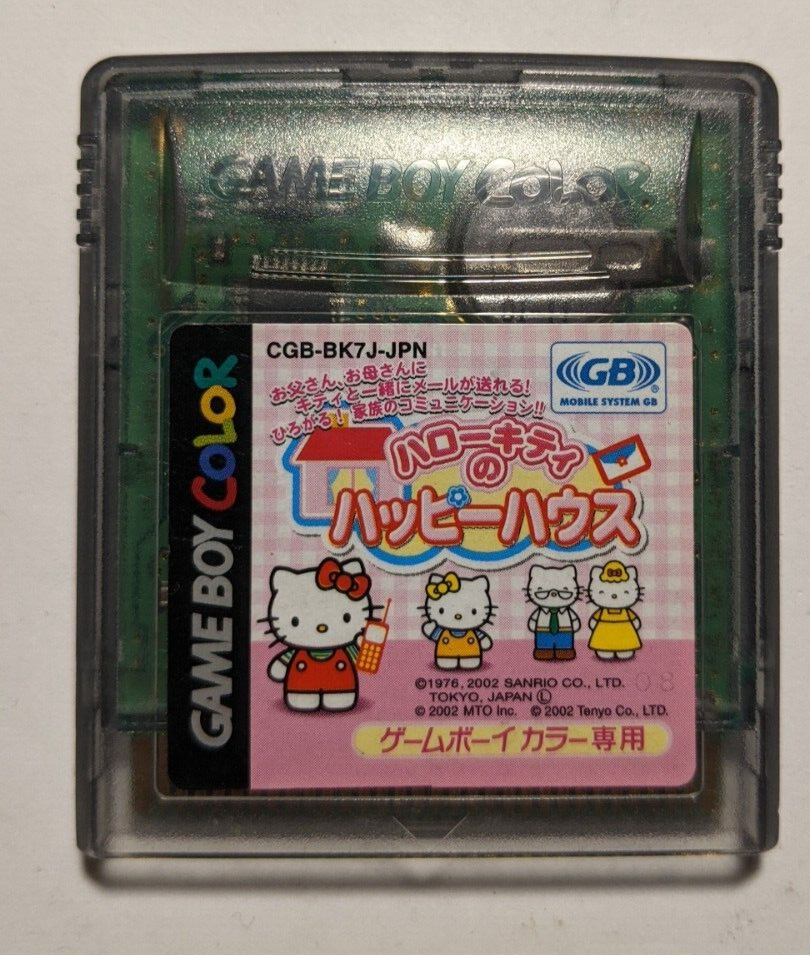 GAME BOY COLOR
CGB-BK7J-JPN
お父さん、お母さんに
キティと一緒にメールが送れる!
ひろがる! 家族のコミュニケーション!!
GB®
MOBILE SYSTEM GB
ハローキティ
の
ハッピーハウス
GAME BOY COLOR
©1976, 2002 SANRIO CO., LTD.
08
TOKYO, JAPAN Ⓛ
© 2002 MTO Inc. © 2002 Tenyo Co., LTD.
ゲームボーイカラー専用